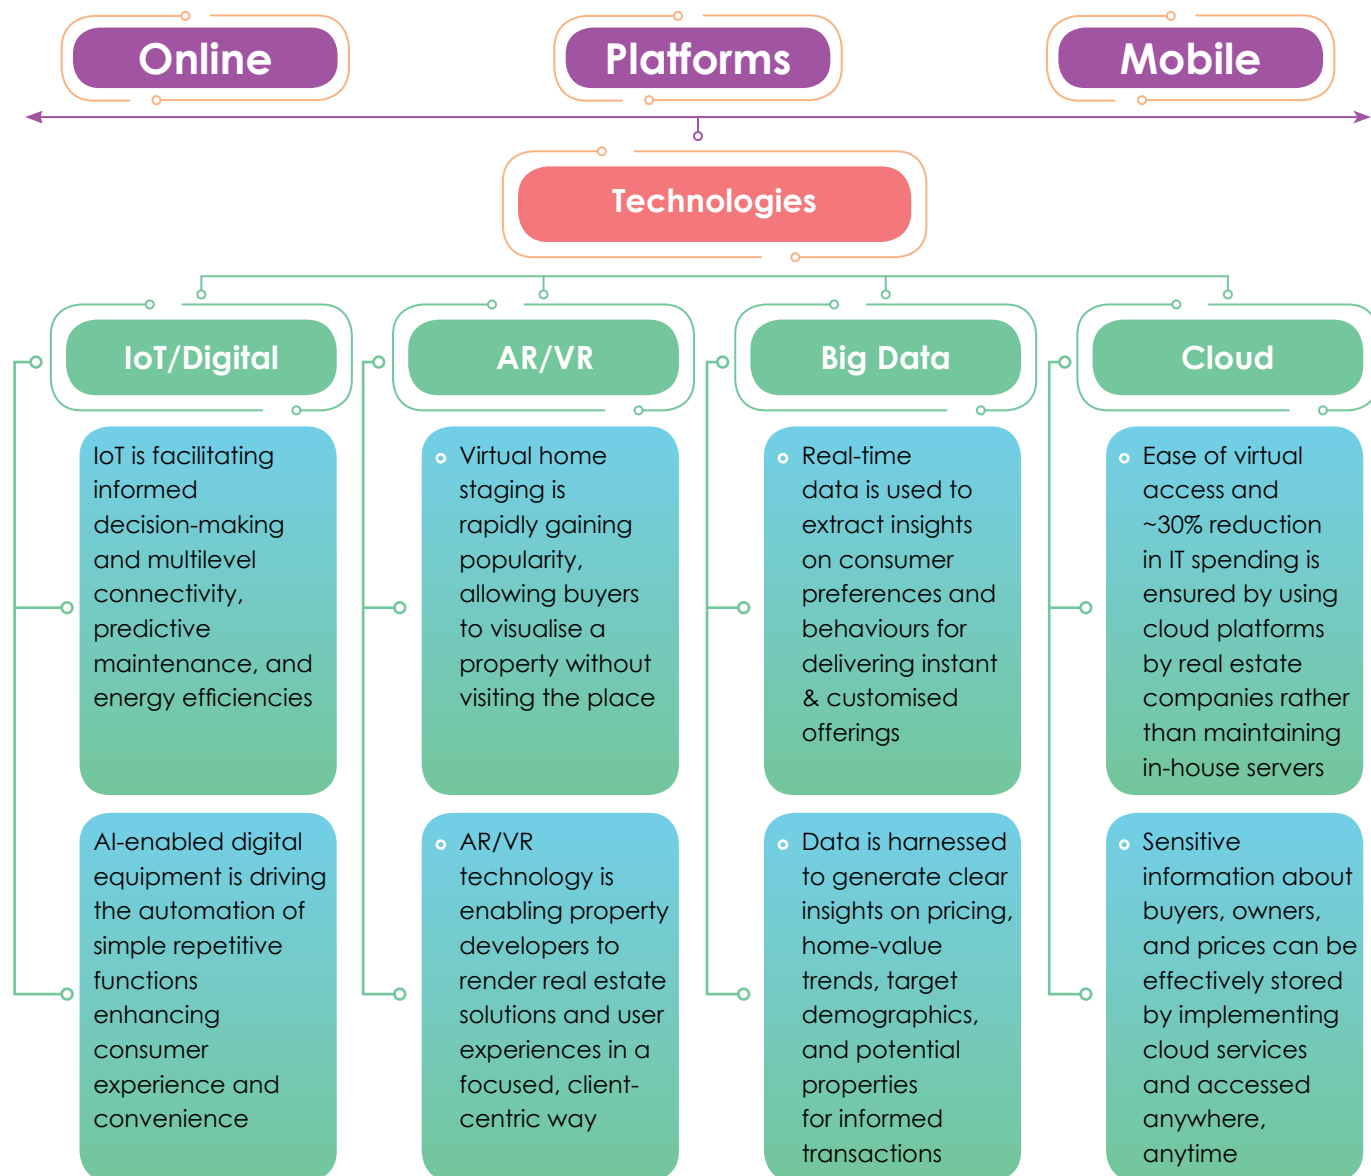 Online
Platforms
Mobile
Technologies
IoT/Digital
AR/VR
Big Data
Cloud
IoT is facilitating
informed
decision-making
and multilevel
connectivity,
predictive
maintenance, and
energy efficiencies
Virtual home
staging is
rapidly gaining
popularity,
allowing buyers
to visualise a
property without
visiting the place
Real-time
data is used to
extract insights
on consumer
preferences and
behaviours for
delivering instant
& customised
offerings
Ease of virtual
access and
~30% reduction
in IT spending is
ensured by using
cloud platforms
by real estate
companies rather
than maintaining
in-house servers
AI-enabled digital
equipment is driving
the automation of
simple repetitive
functions
enhancing
consumer
experience and
convenience
AR/VR
technology is
enabling property
developers to
render real estate
solutions and user
experiences in a
focused, client-
centric way
Data is harnessed
to generate clear
insights on pricing,
home-value
trends, target
demographics,
and potential
properties
for informed
transactions
Sensitive
information about
buyers, owners,
and prices can be
effectively stored
by implementing
cloud services
and accessed
anywhere,
anytime